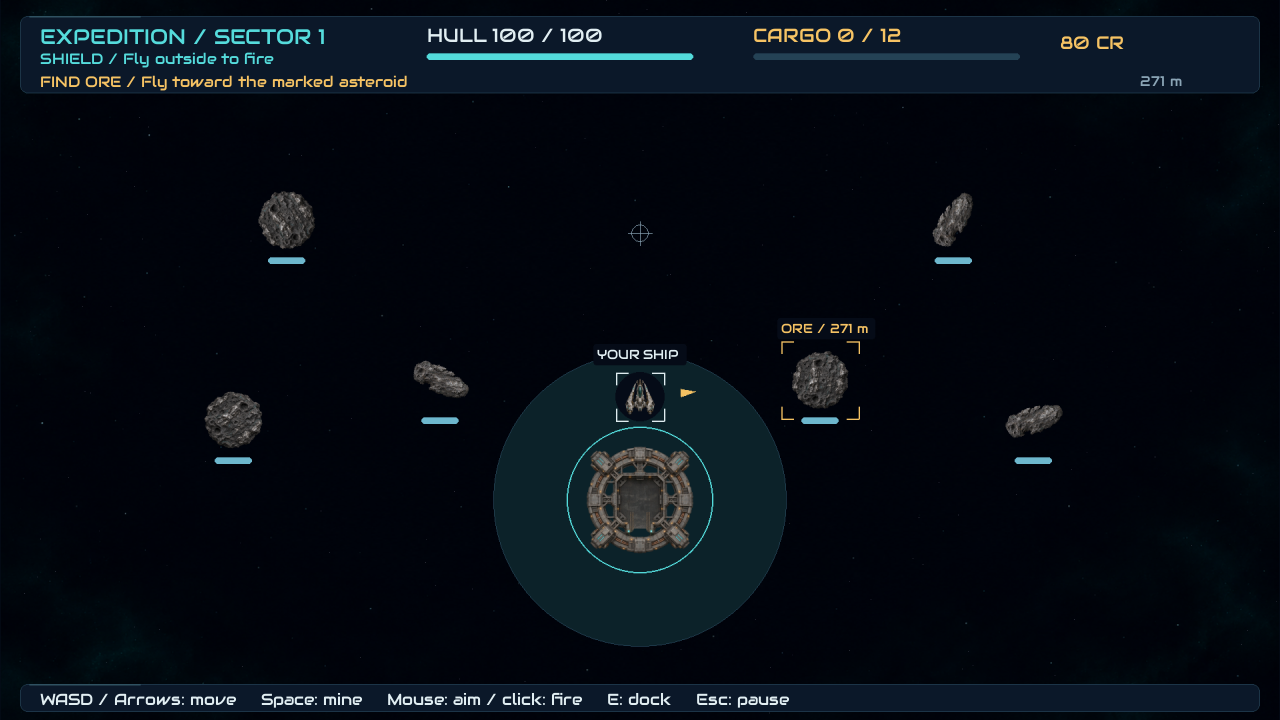 EXPEDITION / SECTOR 1
SHIELD / Fly outside to fire
FIND ORE / Fly toward the marked asteroid
HULL 100 / 100
CARGO 0 / 12
80 CR
271 m
ORE / 271 m
YOUR SHIP
WASD / Arrows: move Space: mine Mouse: aim / click: fire E: dock Esc: pause